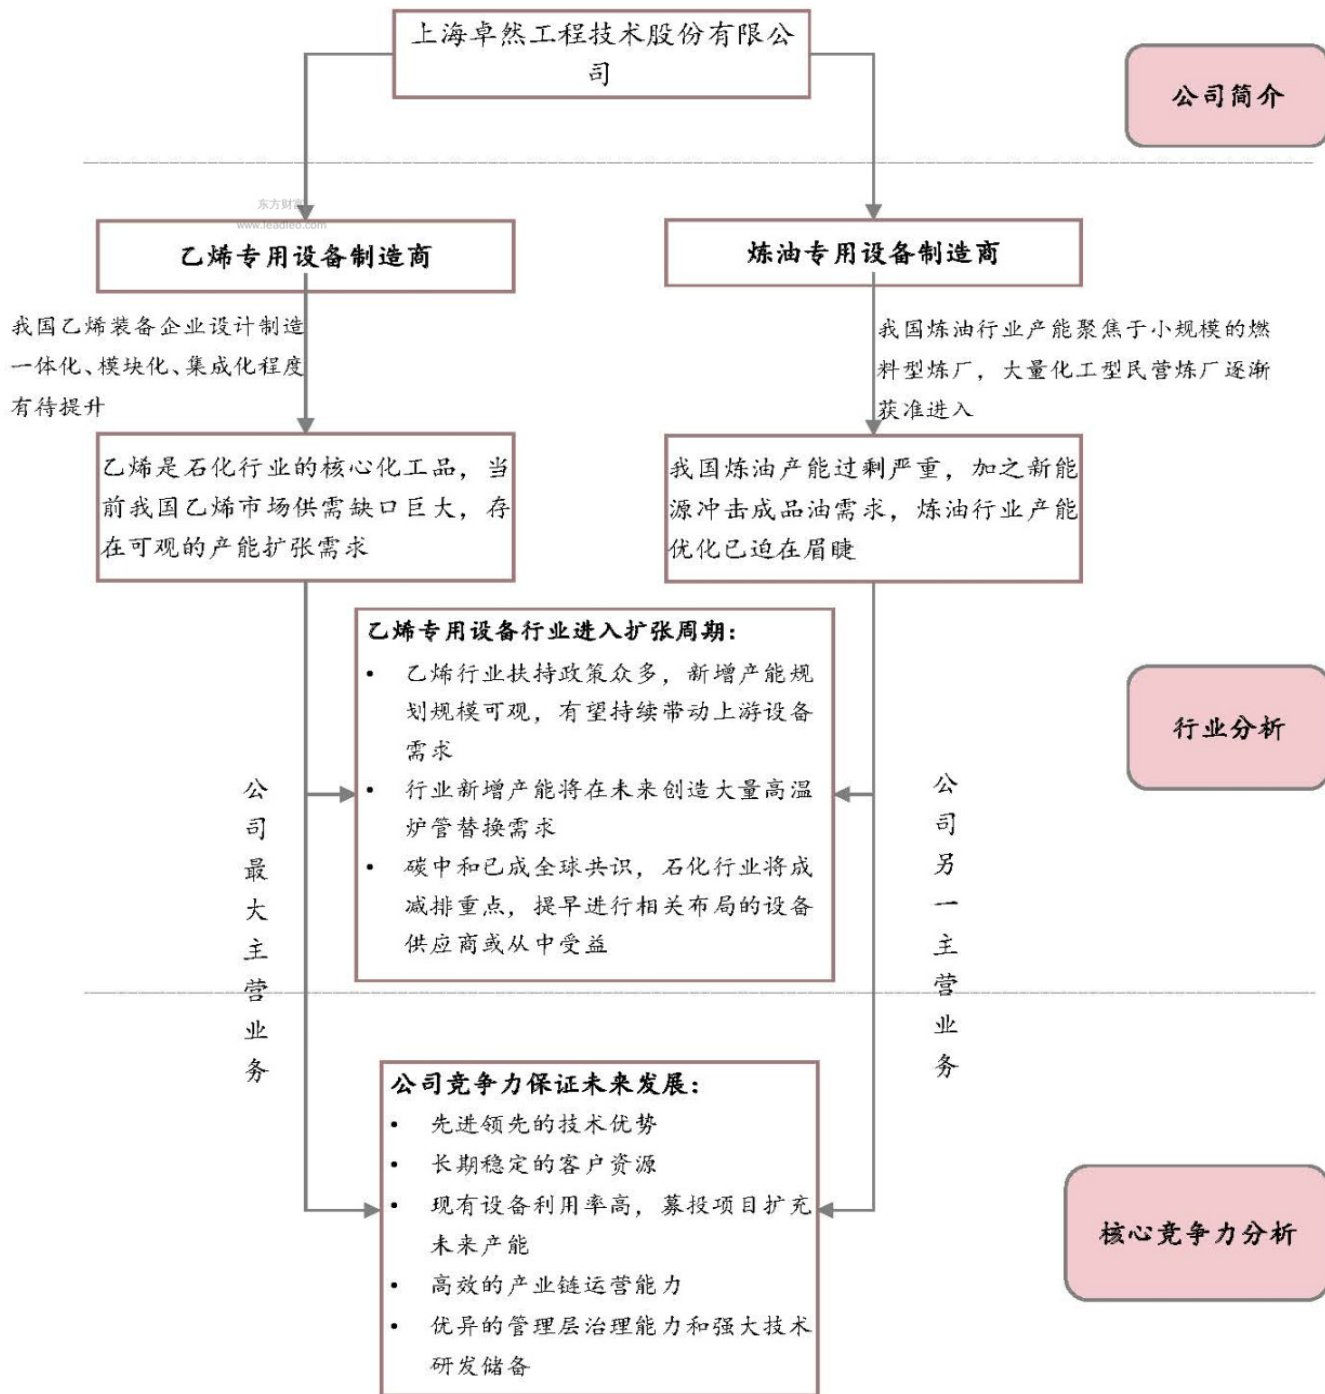 上海卓然工程技术股份有限公
司
公司简介
东方财富
www.leadleo.com
乙烯专用设备制造商
炼油专用设备制造商
我国乙烯装备企业设计制造
一体化、模块化、集成化程度
有待提升
我国炼油行业产能聚焦于小规模的燃
料型炼厂，大量化工型民营炼厂逐渐
获准进入
乙烯是石化行业的核心化工品，当
前我国乙烯市场供需缺口巨大，存
在可观的产能扩张需求
我国炼油产能过剩严重，加之新能
源冲击成品油需求，炼油行业产能
优化已迫在眉睫
乙烯专用设备行业进入扩张周期：
• 乙烯行业扶持政策众多，新增产能规
划规模可观，有望持续带动上游设备
需求
• 行业新增产能将在未来创造大量高温
炉管替换需求
• 碳中和已成全球共识，石化行业将成
减排重点，提早进行相关布局的设备
供应商或从中受益
公司最大主营业务
公司另一主营业务
行业分析
公司竞争力保证未来发展：
• 先进领先的技术优势
• 长期稳定的客户资源
• 现有设备利用率高，募投项目扩充
未来产能
• 高效的产业链运营能力
• 优异的管理层治理能力和强大技术
研发储备
核心竞争力分析